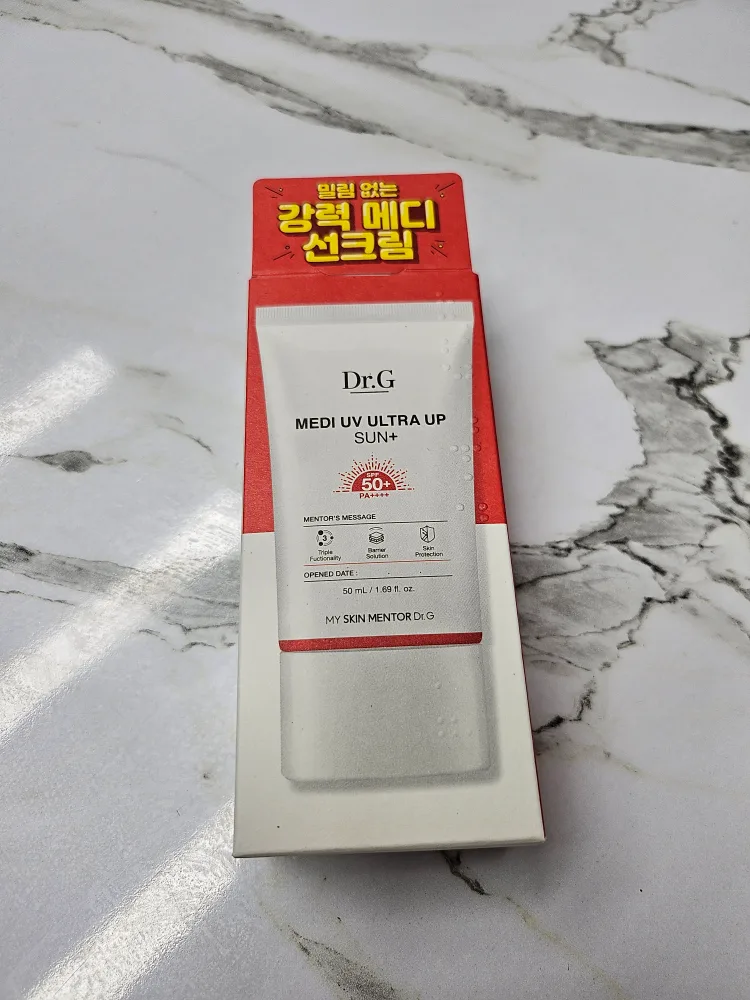 밀림 없는
강력 메디
선크림
Dr.G
MEDI UV ULTRA UP
SUN+
SPF
50+
PA++++
MENTOR'S MESSAGE
3
Triple
Fuctionality
Barrier
Solution
Skin
Protection
OPENED DATE : . .
50 mL / 1.69 fl. oz.
MY SKIN MENTOR Dr.G